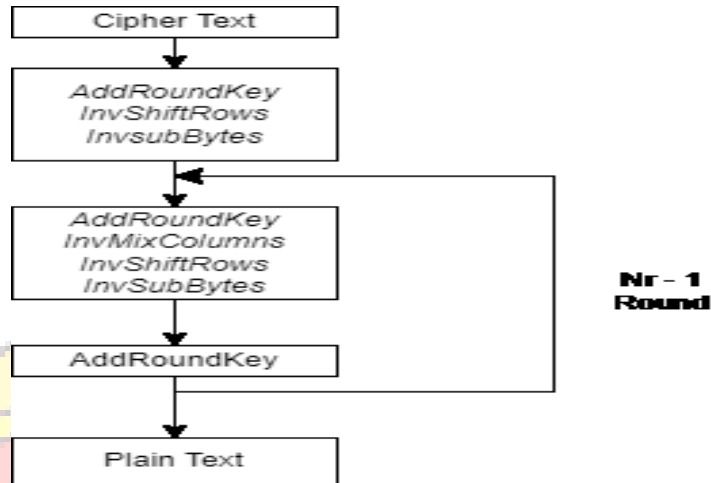 Cipher Text
AddRoundKey
InvShiftRows
InvsubBytes
AddRoundKey
InvMixColumns
InvShiftRows
InvSubBytes
Nr - 1
Round
AddRoundKey
Plain Text